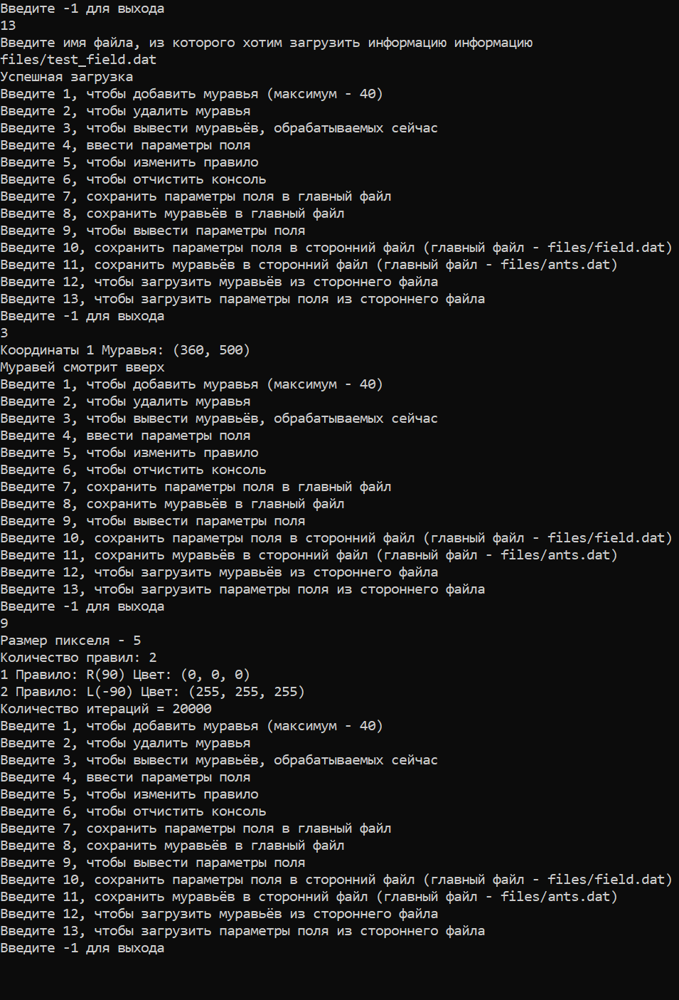 Введите -1 для выхода
13
Введите имя файла, из которого хотим загрузить информацию информацию
files/test_field.dat
Успешная загрузка
Введите 1, чтобы добавить муравья (максимум - 40)
Введите 2, чтобы удалить муравья
Введите 3, чтобы вывести муравьёв, обрабатываемых сейчас
Введите 4, ввести параметры поля
Введите 5, чтобы изменить правило
Введите 6, чтобы отчистить консоль
Введите 7, сохранить параметры поля в главный файл
Введите 8, сохранить муравьёв в главный файл
Введите 9, чтобы вывести параметры поля
Введите 10, сохранить параметры поля в сторонний файл (главный файл - files/field.dat)
Введите 11, сохранить муравьёв в сторонний файл (главный файл - files/ants.dat)
Введите 12, чтобы загрузить муравьёв из стороннего файла
Введите 13, чтобы загрузить параметры поля из стороннего файла
Введите -1 для выхода
3
Координаты 1 Муравья: (360, 500)
Муравей смотрит вверх
Введите 1, чтобы добавить муравья (максимум - 40)
Введите 2, чтобы удалить муравья
Введите 3, чтобы вывести муравьёв, обрабатываемых сейчас
Введите 4, ввести параметры поля
Введите 5, чтобы изменить правило
Введите 6, чтобы отчистить консоль
Введите 7, сохранить параметры поля в главный файл
Введите 8, сохранить муравьёв в главный файл
Введите 9, чтобы вывести параметры поля
Введите 10, сохранить параметры поля в сторонний файл (главный файл - files/field.dat)
Введите 11, сохранить муравьёв в сторонний файл (главный файл - files/ants.dat)
Введите 12, чтобы загрузить муравьёв из стороннего файла
Введите 13, чтобы загрузить параметры поля из стороннего файла
Введите -1 для выхода
9
Размер пикселя - 5
Количество правил: 2
1 Правило: R(90) Цвет: (0, 0, 0)
2 Правило: L(-90) Цвет: (255, 255, 255)
Количество итераций = 20000
Введите 1, чтобы добавить муравья (максимум - 40)
Введите 2, чтобы удалить муравья
Введите 3, чтобы вывести муравьёв, обрабатываемых сейчас
Введите 4, ввести параметры поля
Введите 5, чтобы изменить правило
Введите 6, чтобы отчистить консоль
Введите 7, сохранить параметры поля в главный файл
Введите 8, сохранить муравьёв в главный файл
Введите 9, чтобы вывести параметры поля
Введите 10, сохранить параметры поля в сторонний файл (главный файл - files/field.dat)
Введите 11, сохранить муравьёв в сторонний файл (главный файл - files/ants.dat)
Введите 12, чтобы загрузить муравьёв из стороннего файла
Введите 13, чтобы загрузить параметры поля из стороннего файла
Введите -1 для выхода